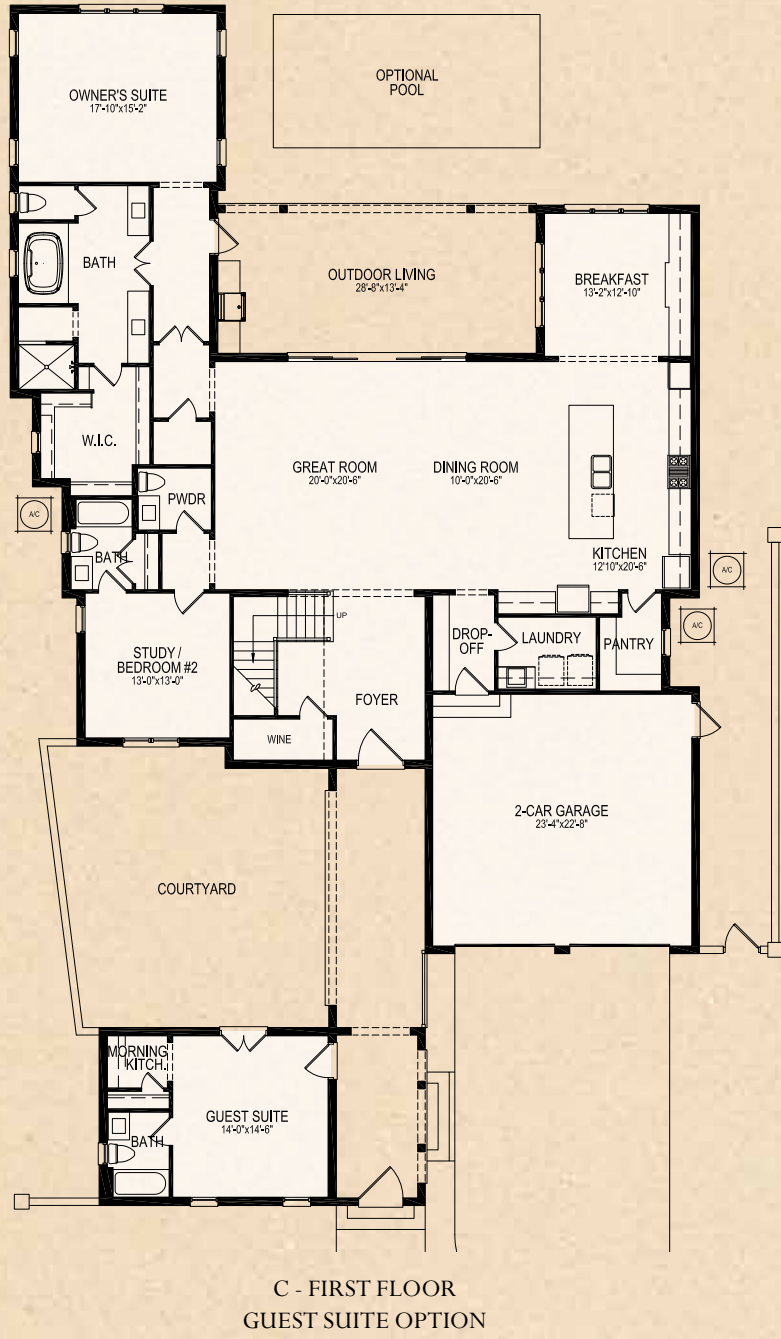 OPTIONAL
POOL
OWNER'S SUITE
17'-10"x15'-2"
BATH
OUTDOOR LIVING
28'-8"x13'-4"
BREAKFAST
13'-2"x12'-10"
W.I.C.
GREAT ROOM
20'-0"x20'-6"
DINING ROOM
10'-0"x20'-6"
PWDR
A/C
BATH
KITCHEN
12'10"x20'-6"
A/C
A/C
UP
DROP-
OFF
LAUNDRY
PANTRY
STUDY /
BEDROOM #2
13'-0"x13'-0"
FOYER
WINE
2-CAR GARAGE
23'-4"x22'-8"
COURTYARD
MORNING
KITCH.
GUEST SUITE
14'-0"x14'-6"
BATH
C - FIRST FLOOR
GUEST SUITE OPTION